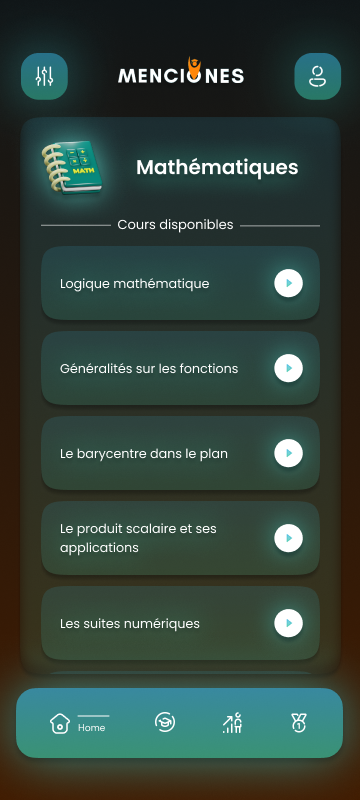 MENCIONES
MATH
Mathématiques
Cours disponibles
Logique mathématique
Généralités sur les fonctions
Le barycentre dans le plan
Le produit scalaire et ses
applications
Les suites numériques
Home
1